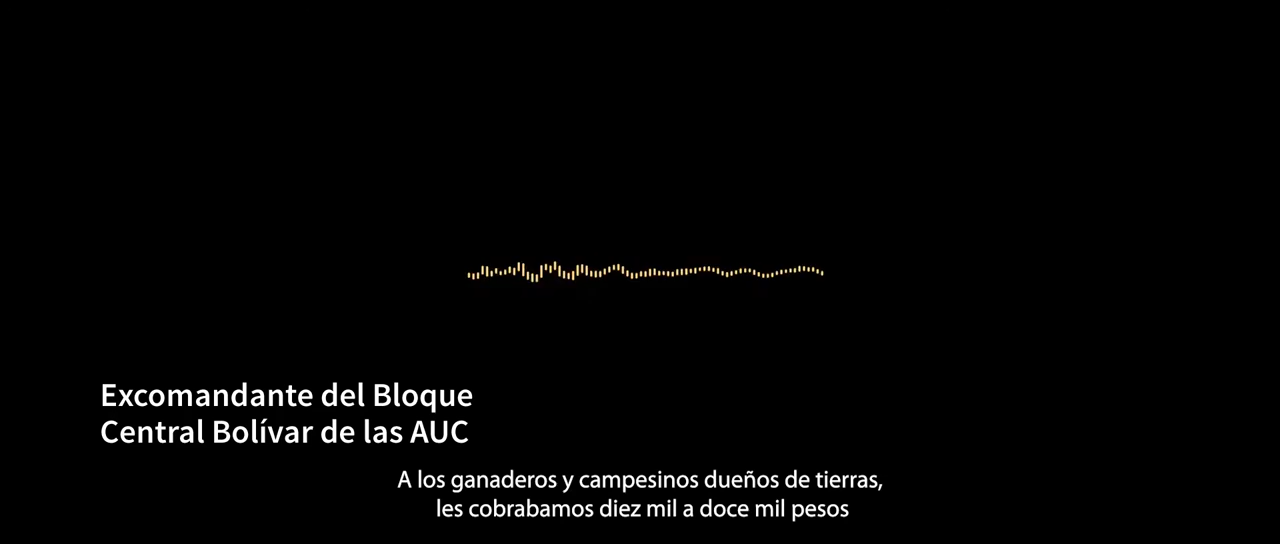 Excomandante del Bloque
Central Bolívar de las AUC
A los ganaderos y campesinos dueños de tierras,
les cobrabamos diez mil a doce mil pesos